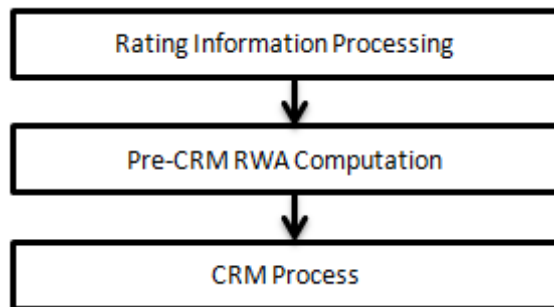 Rating Information Processing
Pre-CRM RWA Computation
CRM Process